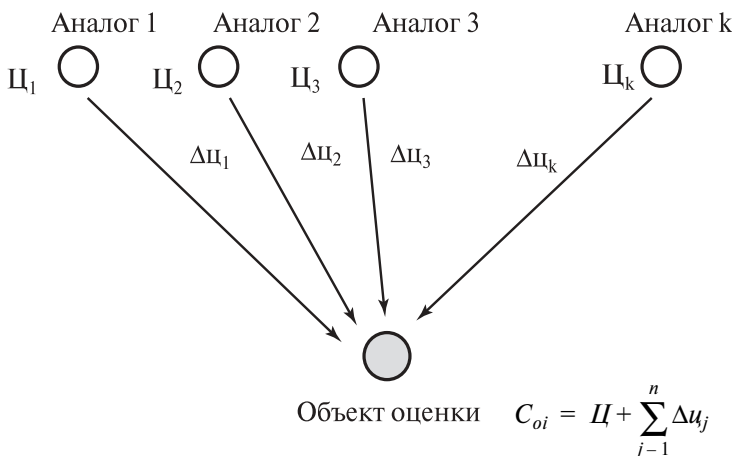 Аналог 1 Аналог 2 Аналог 3 Аналог k
Ц₁ Ц₂ Ц₃ Цₖ
Δц₁ Δц₂ Δц₃ Δцₖ
n
Объект оценки Cₒᵢ = Ц + ∑ Δцⱼ
j – 1